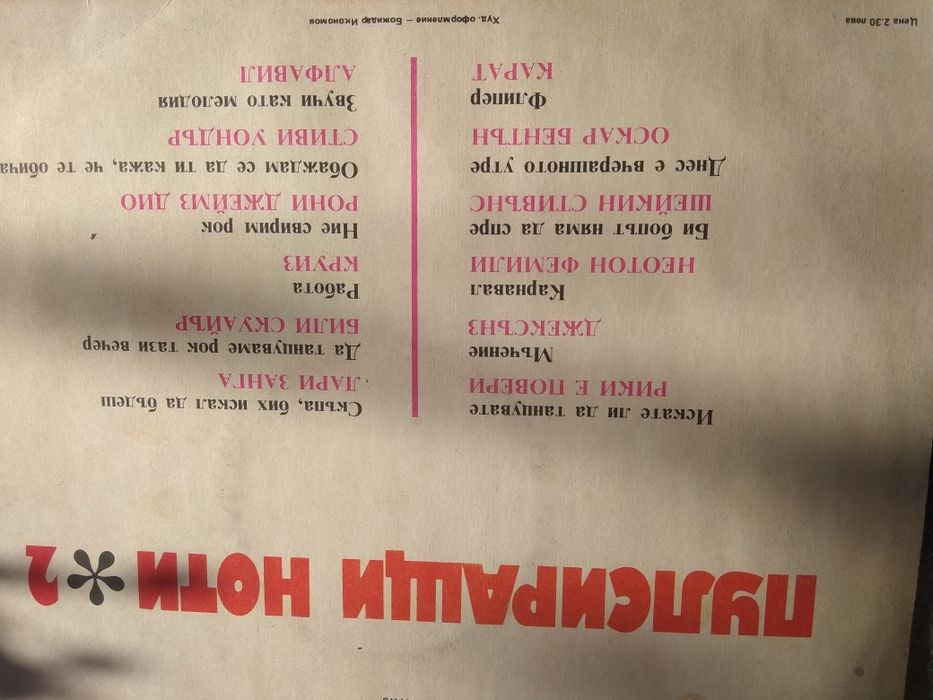 ПУЛСИРАЩИ НОТИ * 2
Искате ли да танцувате
РИКИ Е ПОВЕРИ
Мъчение
ДЖЕКСЪНЗ
Карнавал
НЕОТОН ФЕМИЛИ
Би бопът няма да спре
ШЕЙКИН СТИВЪНС
Днес е вчерашното утре
ОСКАР БЕНТЪН
Флипер
КАРАТ
Скъпа, бих искал да бъдеш
ЛАРИ ЗАНГА
Да танцуваме рок тази вечер
БИЛИ СКУАЙЪР
Работа
КРУИЗ
Ние свирим рок
РОНИ ДЖЕЙМЗ ДИО
Обаждам се да ти кажа, че те обича
СТИВИ УОНДЪР
Звучи като мелодия
АЛФАВИЛ
Цена 2.30 лева
Худ. оформление – Божидар Икономов